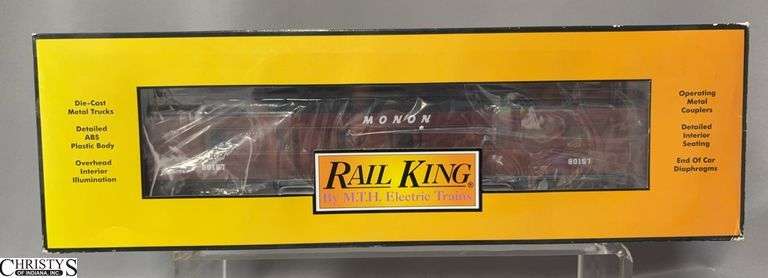 Die-Cast
Metal Trucks
Detailed
ABS
Plastic Body
Overhead
Interior
Illumination
MONON
RAIL KING®
By M.T.H. Electric Trains
Operating
Metal
Couplers
Detailed
Interior
Seating
End Of Car
Diaphragms
CHRISTY'S
OF INDIANA, INC.